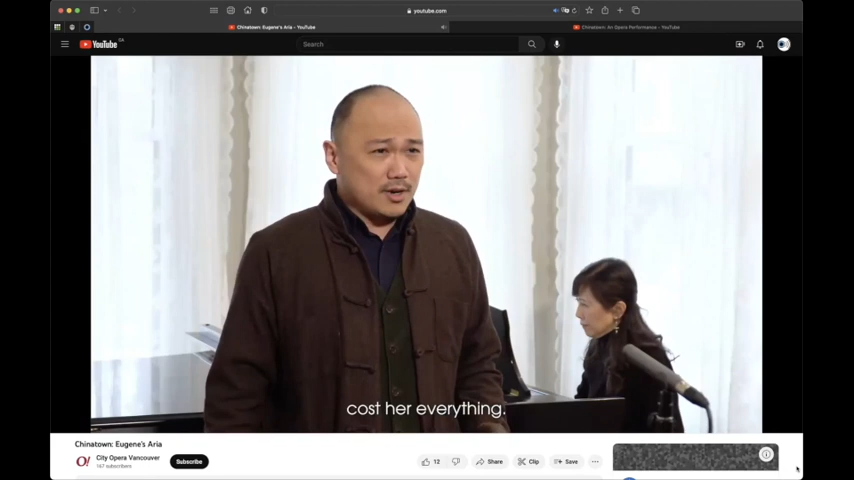 youtube.com
Chinatown: Eugene's Aria - YouTube
Chinatown: An Opera Performance - YouTube
YouTube CA
Search
cost her everything.
Chinatown: Eugene's Aria
O!
City Opera Vancouver
167 subscribers
Subscribe
12
Share
Clip
Save